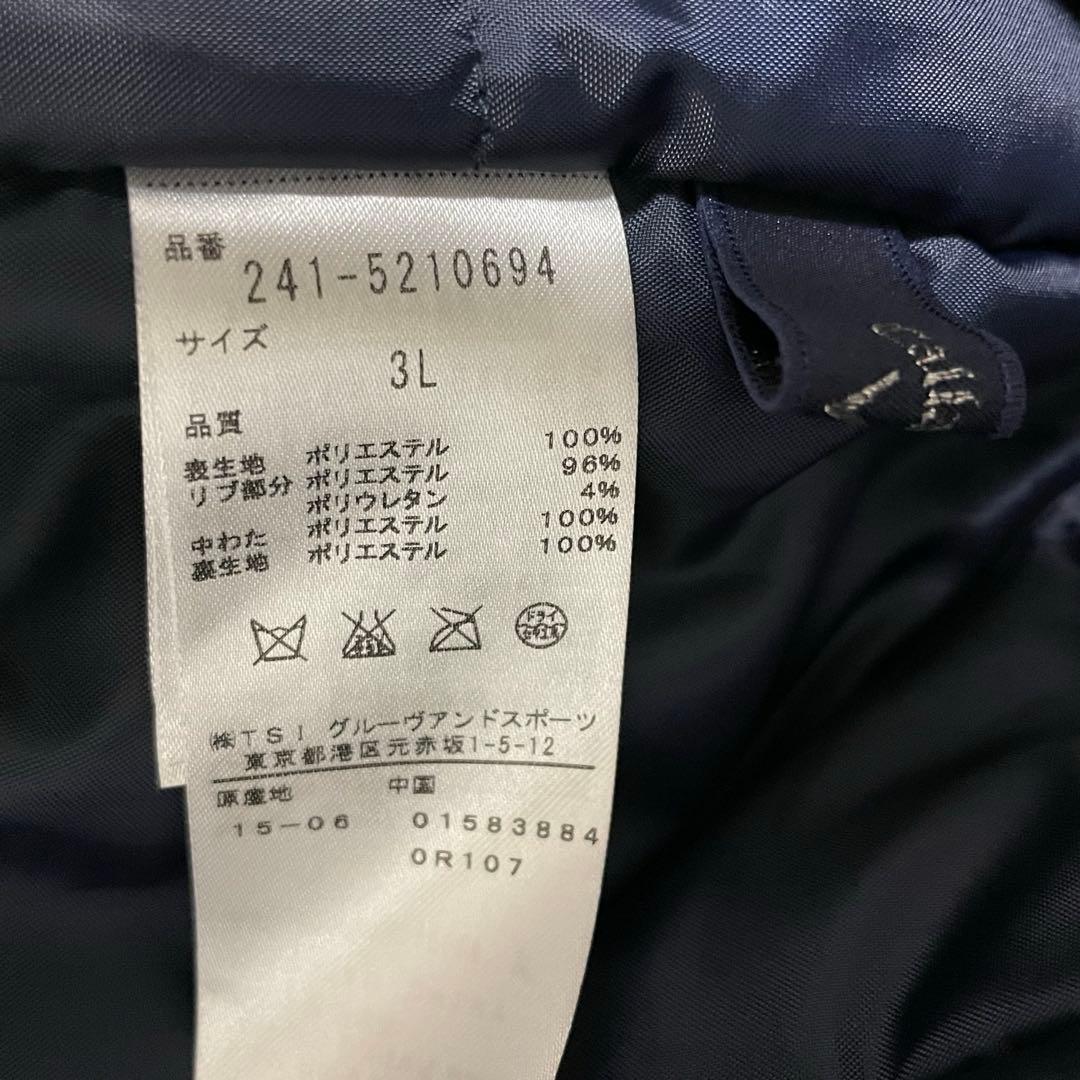 品番
241-5210694
サイズ
3L
品質
表生地 ポリエステル 100%
リブ部分 ポリエステル 96%
ポリウレタン 4%
中わた ポリエステル 100%
裏生地 ポリエステル 100%
ドライ
㈱TSI グルーヴアンドスポーツ
東京都港区元赤坂1-5-12
原産地 中国
15-06 01583884
0R107